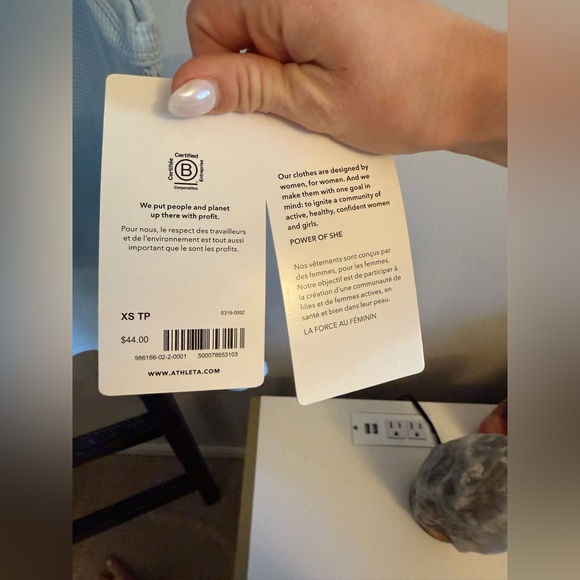 Certified
Certifiée
B
Entreprise
Corporation
We put people and planet
up there with profit.
Pour nous, le respect des travailleurs
et de l'environnement est tout aussi
important que le sont les profits.
XS TP
S319-0092
$44.00
986166-02-2-0001 500078653103
WWW.ATHLETA.COM
Our clothes are designed by
women, for women. And we
make them with one goal in
mind: to ignite a community of
active, healthy, confident women
and girls.
POWER OF SHE
Nos vêtements sont conçus par
des femmes, pour les femmes.
Notre objectif est de participer à
la création d'une communauté de
filles et de femmes actives, en
santé et bien dans leur peau.
LA FORCE AU FÉMININ